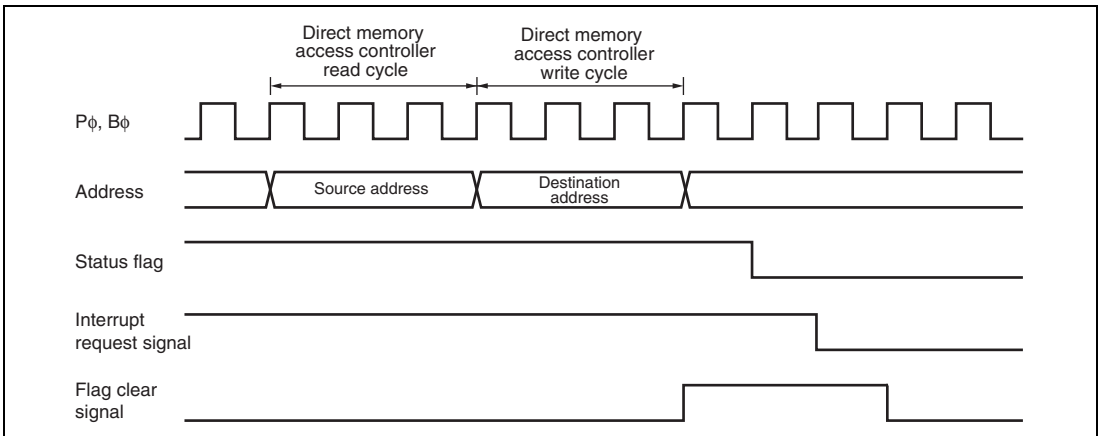 Direct memory
access controller
read cycle
Direct memory
access controller
write cycle
Pϕ, Bϕ
Address
Source address
Destination
address
Status flag
Interrupt
request signal
Flag clear
signal